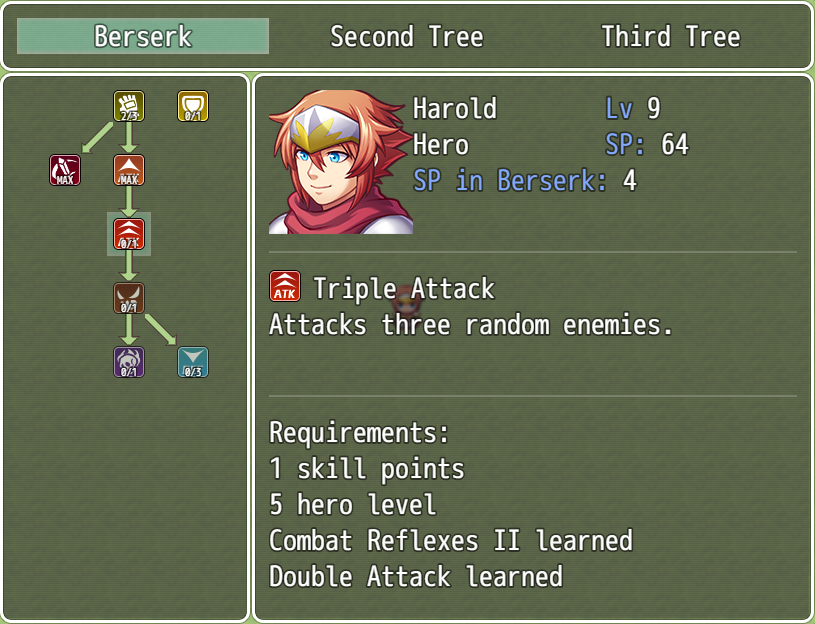 Berserk Second Tree Third Tree
2/3 0/1
MAX MAX
0/1
0/1
0/1 0/3
Harold Lv 9
Hero SP: 64
SP in Berserk: 4
ATK Triple Attack
Attacks three random enemies.
Requirements:
1 skill points
5 hero level
Combat Reflexes II learned
Double Attack learned